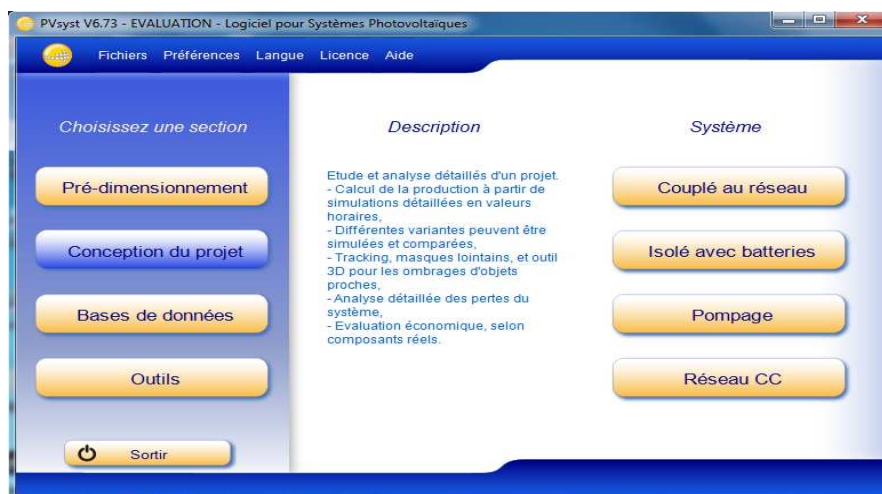 PVsyst V6.73 - EVALUATION - Logiciel pour Systèmes Photovoltaïques
Fichiers Préférences Langue Licence Aide
Choisissez une section
Pré-dimensionnement
Conception du projet
Bases de données
Outils
Sortir
Description
Etude et analyse détaillés d'un projet.
- Calcul de la production à partir de
simulations détaillées en valeurs
horaires,
- Différentes variantes peuvent être
simulées et comparées,
- Tracking, masques lointains, et outil
3D pour les ombrages d'objets
proches,
- Analyse détaillée des pertes du
système,
- Evaluation économique, selon
composants réels.
Système
Couplé au réseau
Isolé avec batteries
Pompage
Réseau CC